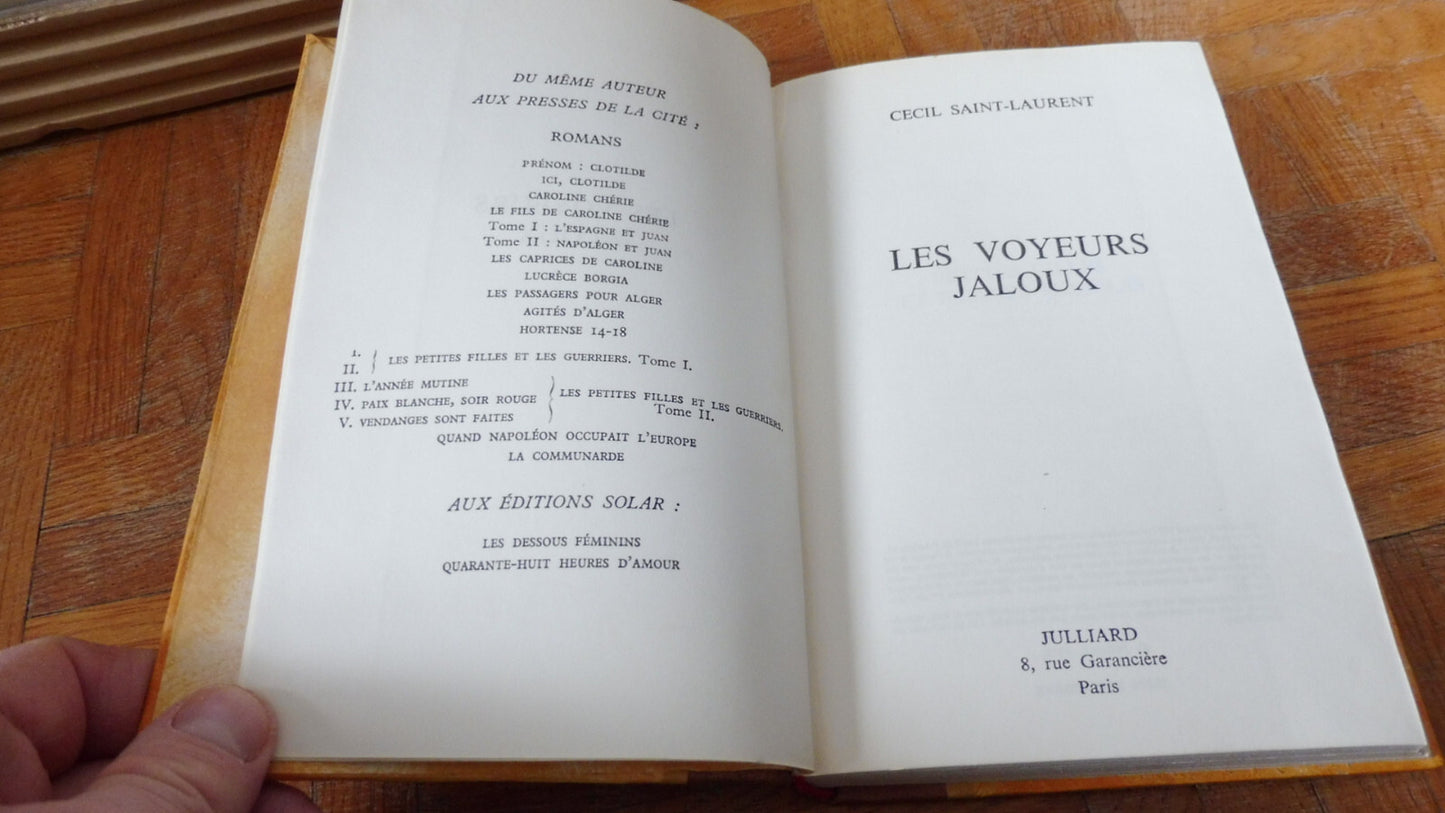 DU MÊME AUTEUR
AUX PRESSES DE LA CITÉ :
ROMANS
PRÉNOM : CLOTILDE
ICI, CLOTILDE
CAROLINE CHÉRIE
LE FILS DE CAROLINE CHÉRIE
Tome I : L'ESPAGNE ET JUAN
Tome II : NAPOLÉON ET JUAN
LES CAPRICES DE CAROLINE
LUCRÈCE BORGIA
LES PASSAGERS POUR ALGER
AGITÉS D'ALGER
HORTENSE 14-18
I.
II. LES PETITES FILLES ET LES GUERRIERS. Tome I.
III. L'ANNÉE MUTINE
IV. PAIX BLANCHE, SOIR ROUGE
V. VENDANGES SONT FAITES
LES PETITES FILLES ET LES GUERRIERS.
Tome II.
QUAND NAPOLÉON OCCUPAIT L'EUROPE
LA COMMUNARDE
AUX ÉDITIONS SOLAR :
LES DESSOUS FÉMININS
QUARANTE-HUIT HEURES D'AMOUR
CECIL SAINT-LAURENT
LES VOYEURS
JALOUX
JULLIARD
8, rue Garancière
Paris